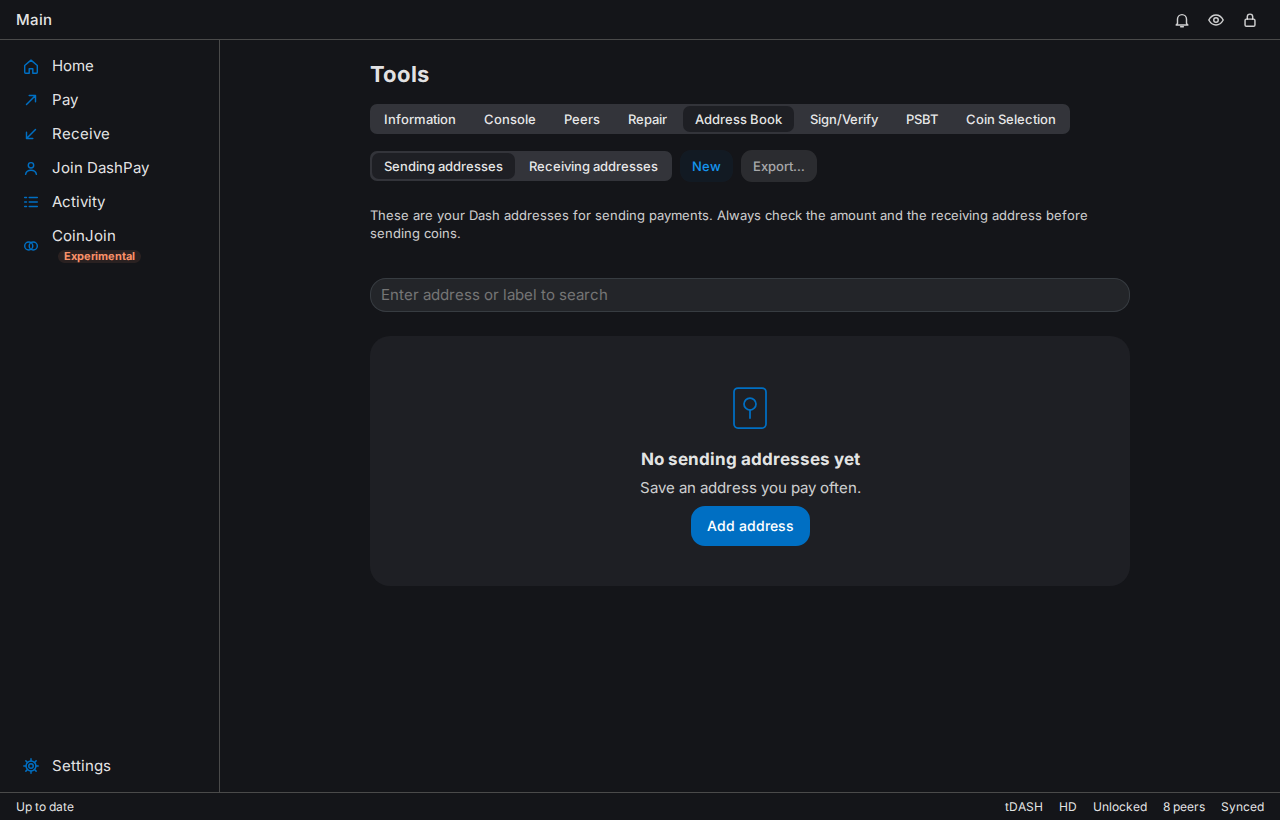 Main
Home
Pay
Receive
Join DashPay
Activity
CoinJoin
Experimental
Settings
Tools
Information Console Peers Repair Address Book Sign/Verify PSBT Coin Selection
Sending addresses Receiving addresses New Export...
These are your Dash addresses for sending payments. Always check the amount and the receiving address before
sending coins.
Enter address or label to search
No sending addresses yet
Save an address you pay often.
Add address
Up to date tDASH HD Unlocked 8 peers Synced